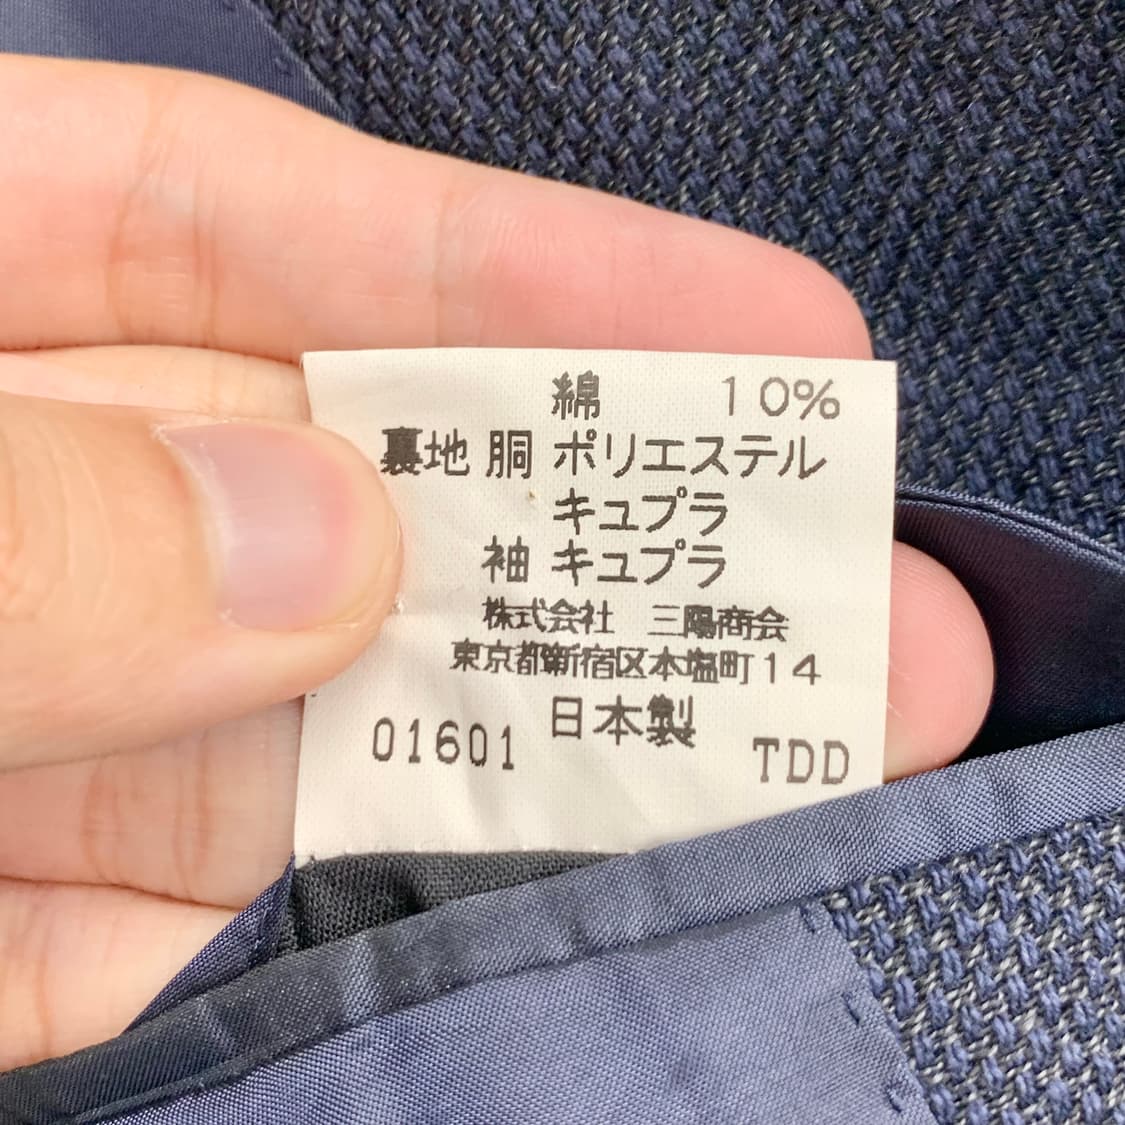 綿 10%
裏地 胴 ポリエステル
キュプラ
袖 キュプラ
株式会社 三陽商会
東京都新宿区本塩町14
日本製
01601 TDD